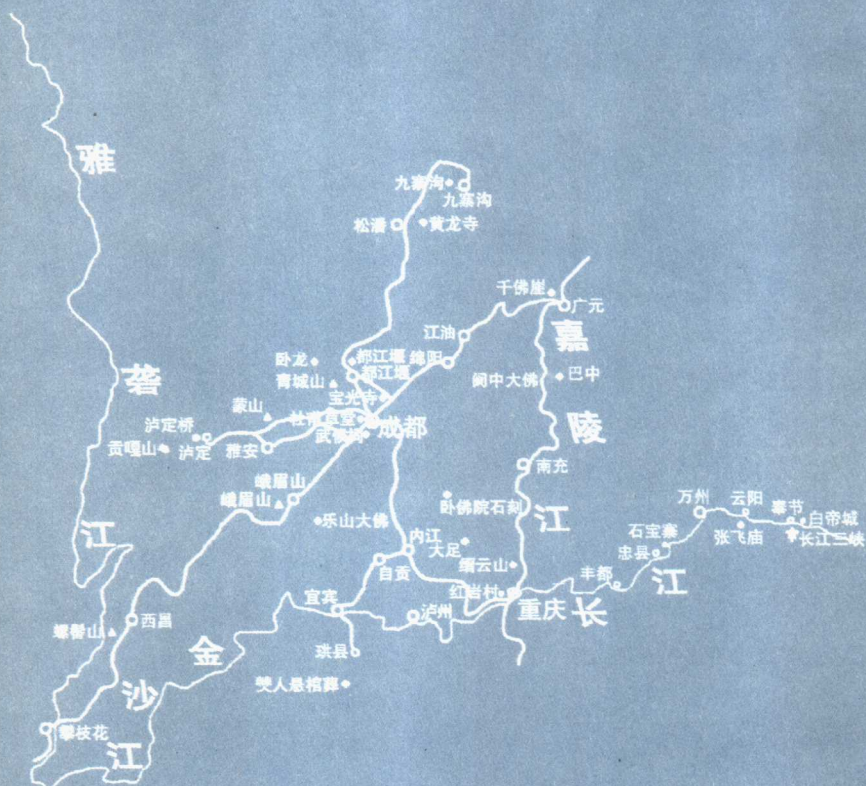 雅
砻
江
九寨沟
九寨沟
松潘
黄龙寺
千佛崖
广元
嘉
陵
江
江油
绵阳
卧龙
都江堰
都江堰
青城山
宝光寺
阆中大佛
巴中
蒙山
杜甫草堂
成都
武侯祠
泸定桥
泸定
贡嘎山
雅安
南充
峨眉山
峨眉山
卧佛院石刻
乐山大佛
万州
云阳
奉节
白帝城
张飞庙
长江三峡
石宝寨
忠县
丰都
内江
大足
缙云山
自贡
红岩村
重庆
长
江
宜宾
泸州
西昌
螺髻山
珙县
僰人悬棺葬
金
沙
江
攀枝花